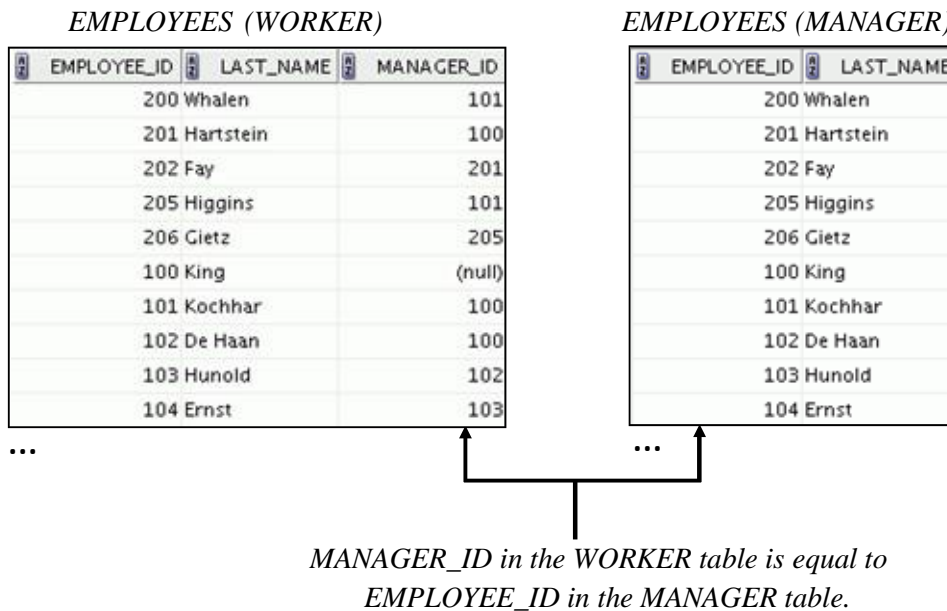 EMPLOYEES (WORKER)
EMPLOYEES (MANAGER)
EMPLOYEE_ID LAST_NAME MANAGER_ID
200 Whalen 101
201 Hartstein 100
202 Fay 201
205 Higgins 101
206 Gietz 205
100 King (null)
101 Kochhar 100
102 De Haan 100
103 Hunold 102
104 Ernst 103
...
EMPLOYEE_ID LAST_NAME
200 Whalen
201 Hartstein
202 Fay
205 Higgins
206 Gietz
100 King
101 Kochhar
102 De Haan
103 Hunold
104 Ernst
...
MANAGER_ID in the WORKER table is equal to
EMPLOYEE_ID in the MANAGER table.